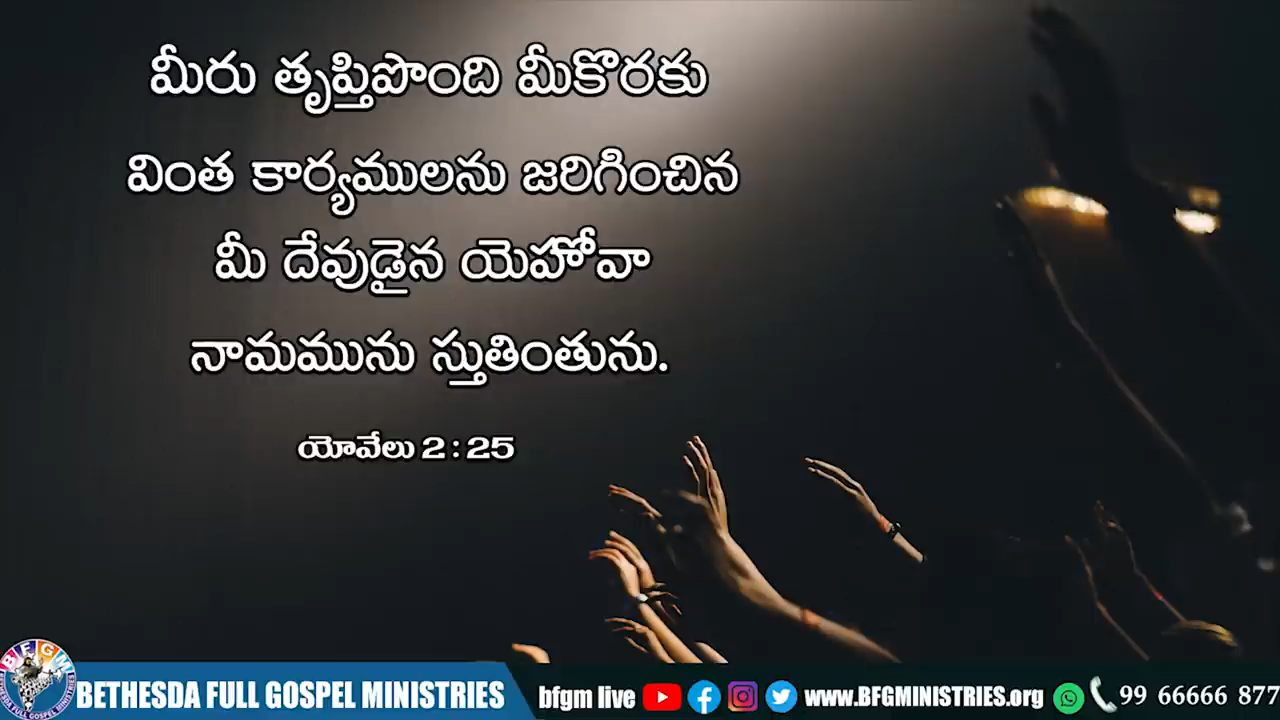 మీరు తృప్తిపొంది మీకొరకు
వింత కార్యములను జరిగించిన
మీ దేవుడైన యెహోవా
నామమును స్తుతింతును.
యోవేలు 2 : 25
BFGM
BETHESDA FULL GOSPEL MINISTRIES bfgm live www.BFGMINISTRIES.org 99 66666 877